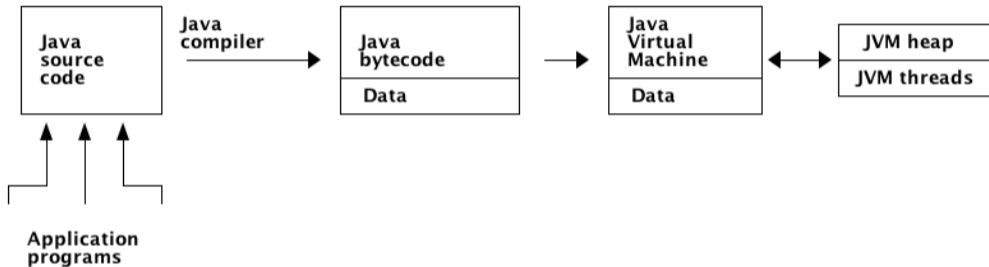 Java
source
code
Java
compiler
Java
bytecode
Data
Java
Virtual
Machine
Data
JVM heap
JVM threads
Application
programs